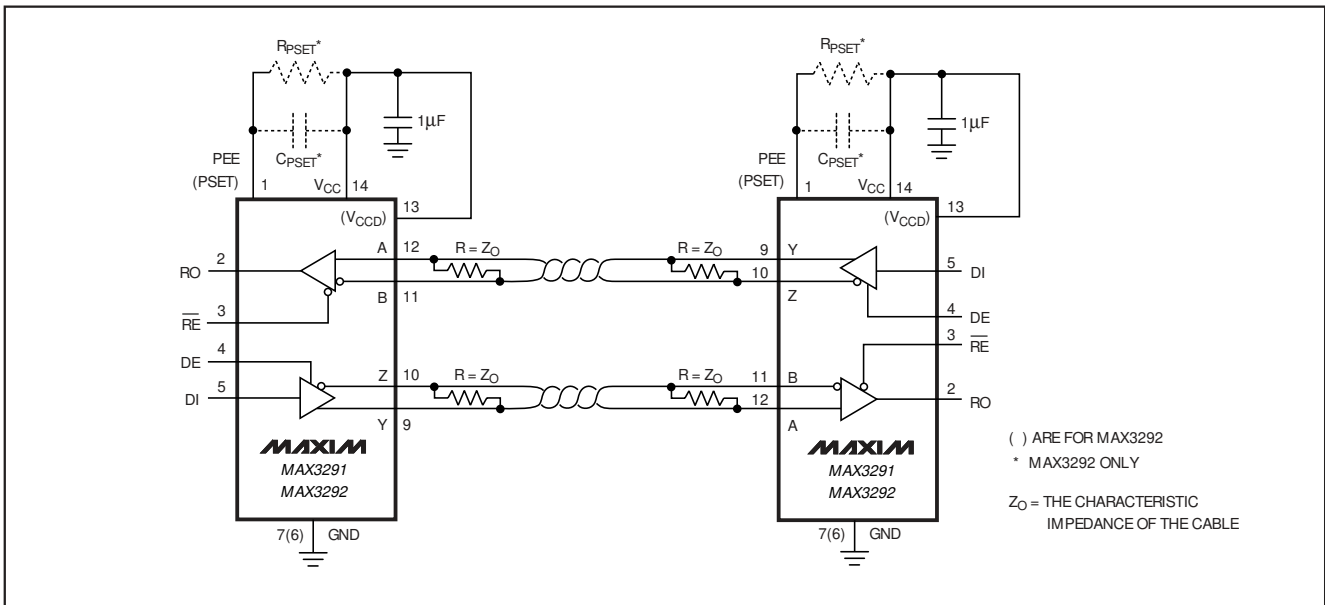 RPSET* RPSET*
1µF 1µF
CPSET* CPSET*
PEE PEE
(PSET) 1 VCC 14 (PSET) 1 VCC 14
13 13
(VCCD) (VCCD)
A 12 R = ZO R = ZO 9 Y
RO 2 5 DI
10
B 11 Z
R̅E̅ 3 4 DE
DE 4 3 R̅E̅
Z 10 R = ZO R = ZO 11 B
DI 5 2 RO
12
Y 9 A
MAXIM MAXIM
MAX3291 MAX3291
MAX3292 MAX3292
7(6) GND 7(6) GND
( ) ARE FOR MAX3292
* MAX3292 ONLY
ZO = THE CHARACTERISTIC
IMPEDANCE OF THE CABLE